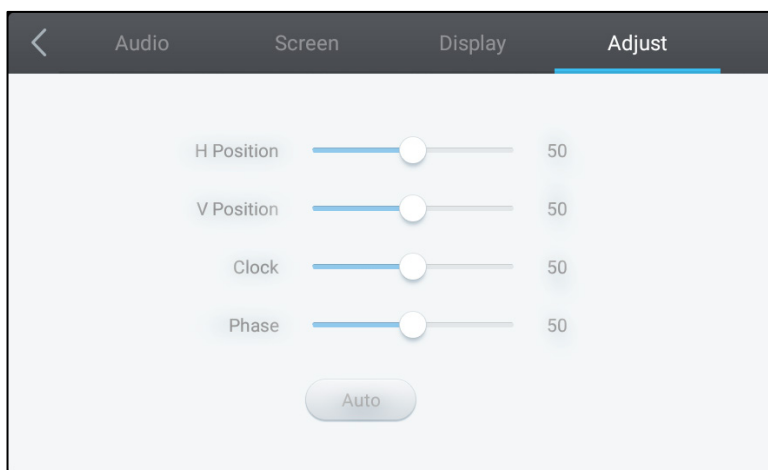 Audio Screen Display Adjust
H Position 50
V Position 50
Clock 50
Phase 50
Auto